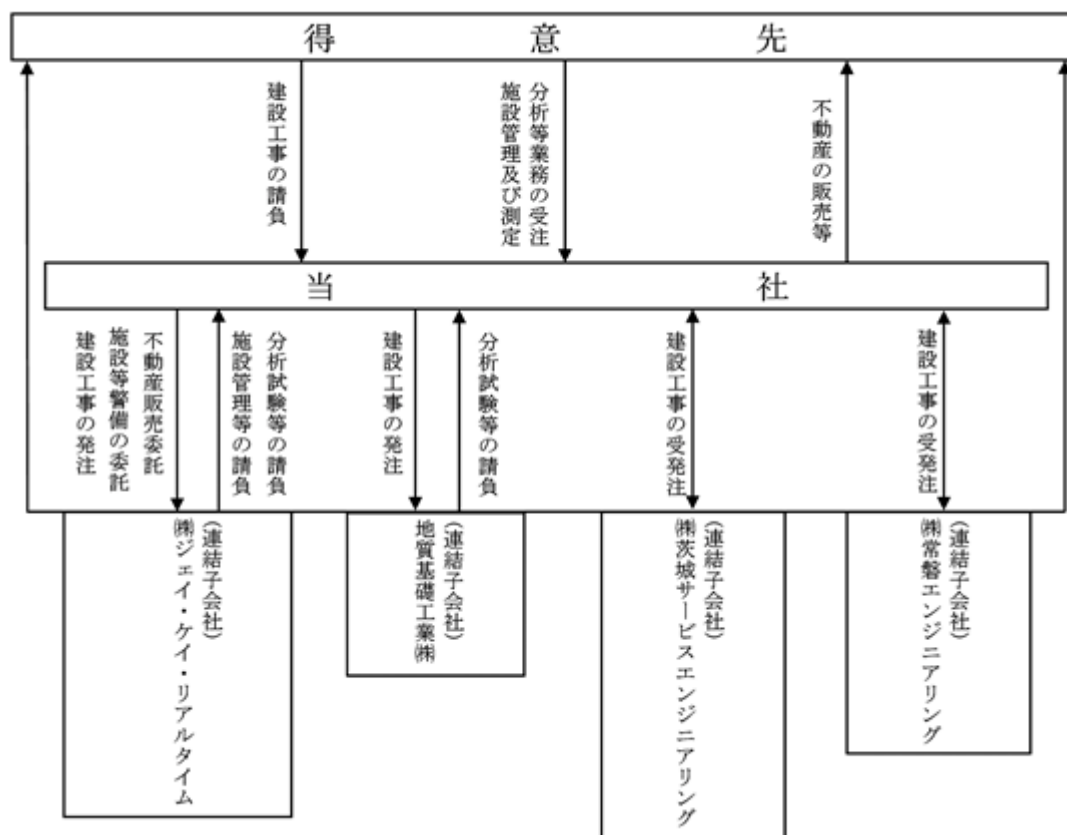 得意先
建設工事の請負
分析等業務の受注
施設管理及び測定
不動産の販売等
当社
不動産販売委託
施設等警備の委託
建設工事の発注
分析試験等の請負
施設管理等の請負
建設工事の発注
分析試験等の請負
建設工事の受発注
建設工事の受発注
(連結子会社)
㈱ジェイ・ケイ・リアルタイム
(連結子会社)
地質基礎工業㈱
(連結子会社)
㈱茨城サービスエンジニアリング
(連結子会社)
㈱常磐エンジニアリング